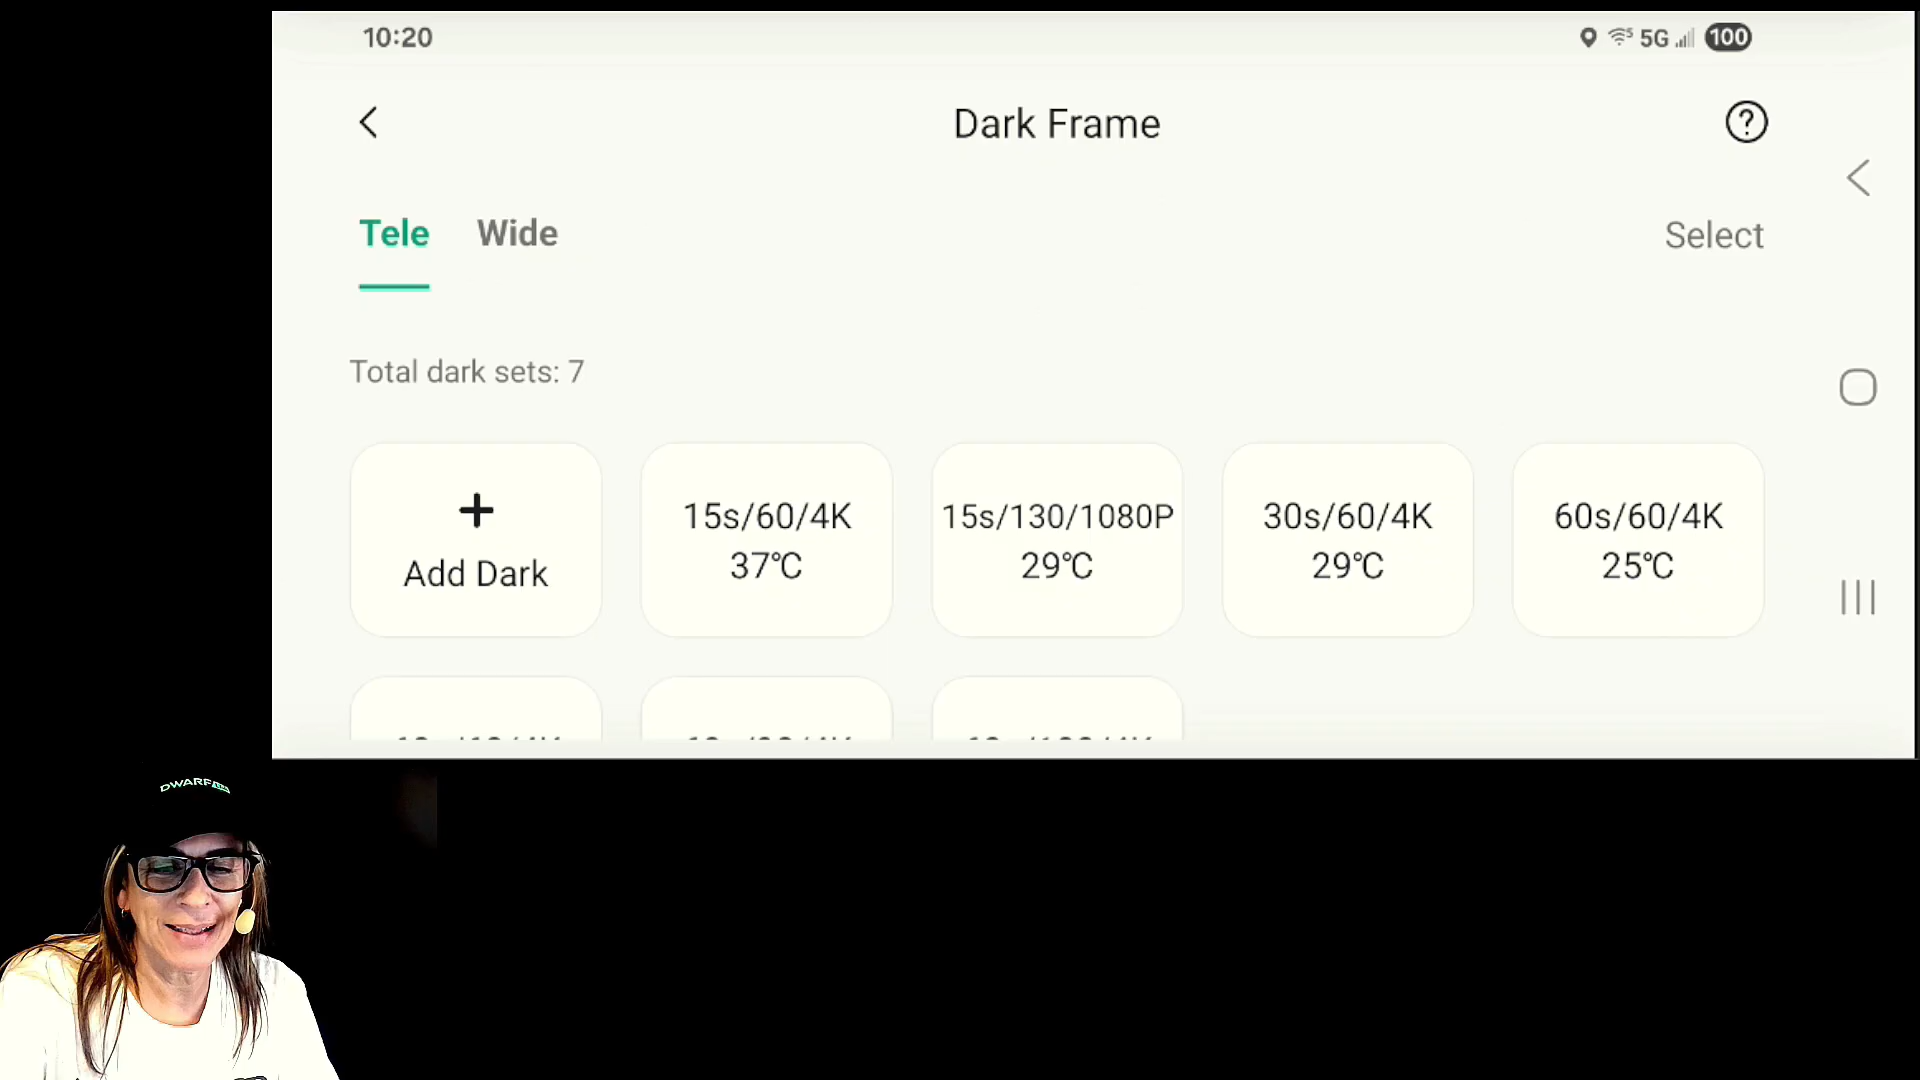 10:20
5G 100
Dark Frame
Tele Wide
Select
Total dark sets: 7
Add Dark
15s/60/4K
37℃
15s/130/1080P
29℃
30s/60/4K
29℃
60s/60/4K
25℃
DWARFLAB